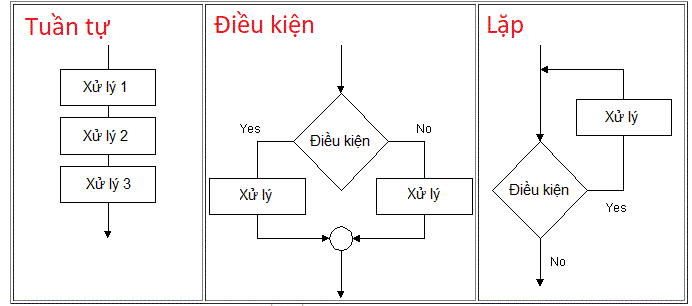 Tuần tự
Xử lý 1
Xử lý 2
Xử lý 3
Điều kiện
Điều kiện
Yes
No
Xử lý
Xử lý
Lặp
Xử lý
Điều kiện
Yes
No